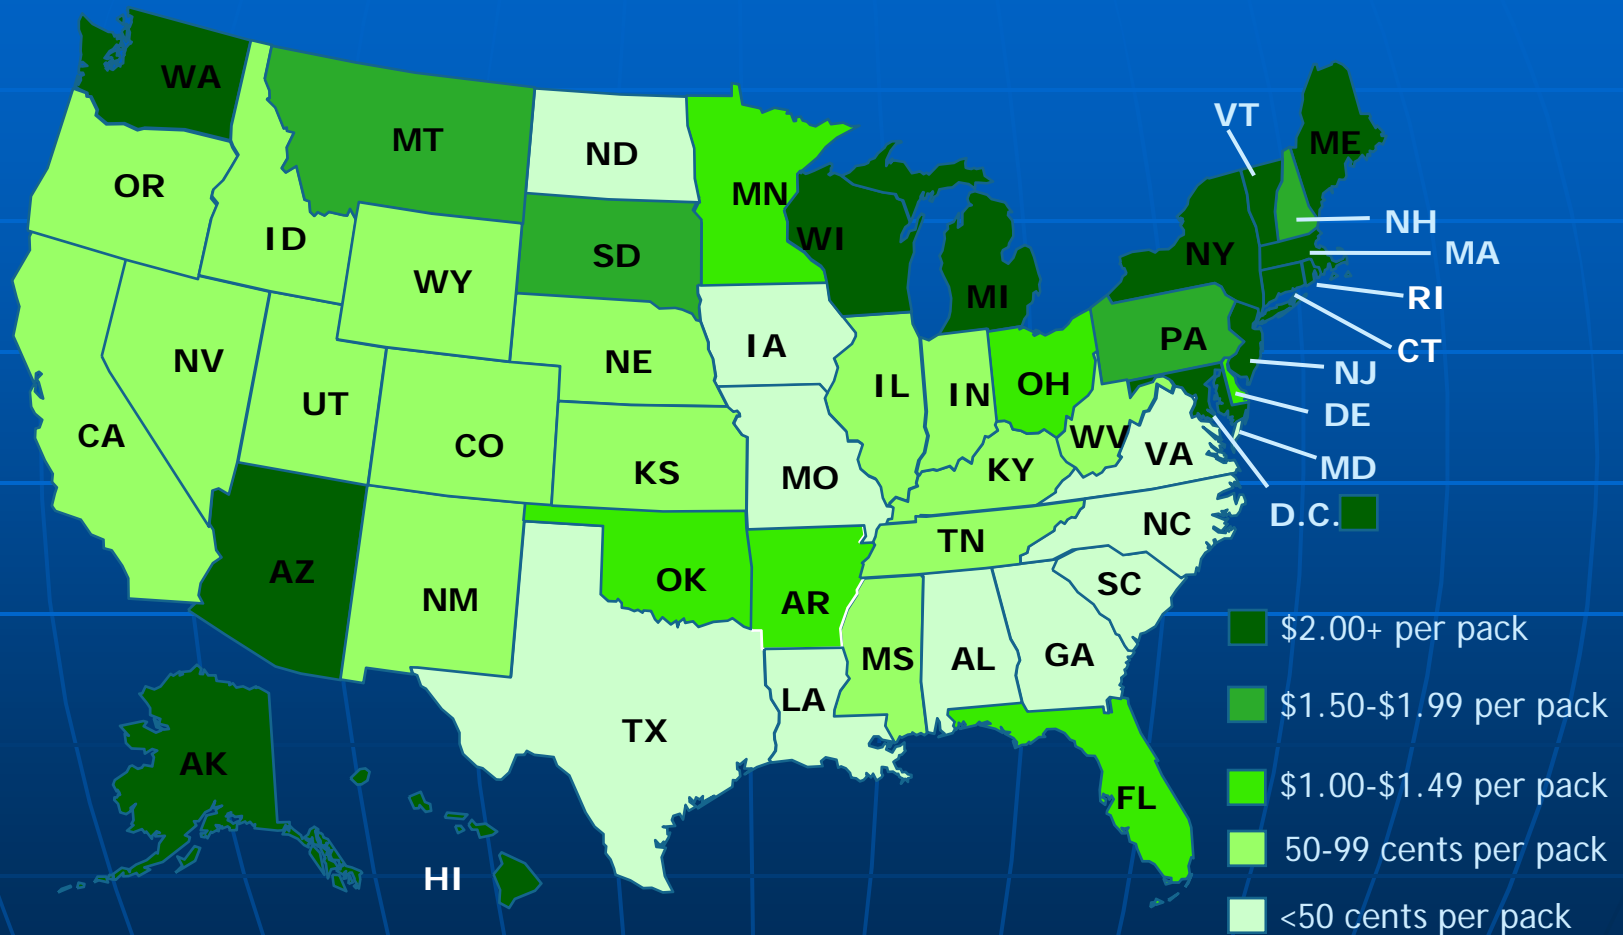 WA
MT
ND
MN
VT
ME
OR
ID
WY
SD
WI
MI
NY
NH
MA
RI
CT
NV
UT
NE
IA
IL
IN
OH
PA
NJ
DE
CA
CO
KS
MO
KY
WV
VA
MD
D.C.
AZ
NM
OK
AR
TN
NC
SC
TX
LA
MS
AL
GA
FL
AK
HI
$2.00+ per pack
$1.50-$1.99 per pack
$1.00-$1.49 per pack
50-99 cents per pack
<50 cents per pack